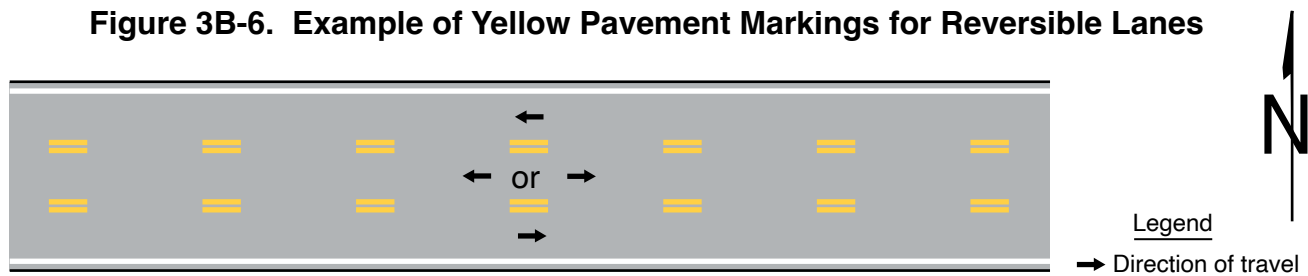 Figure 3B-6. Example of Yellow Pavement Markings for Reversible Lanes
N
or
Legend
Direction of travel